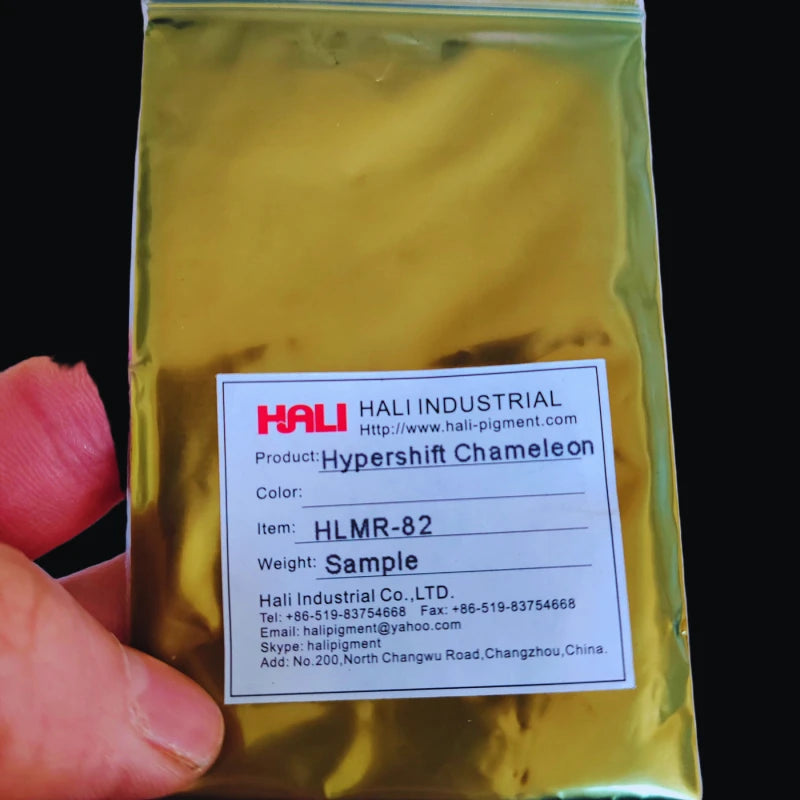 HALI HALI INDUSTRIAL
Http://www.hali-pigment.com
Product: Hypershift Chameleon
Color:
Item: HLMR-82
Weight: Sample
Hali Industrial Co.,LTD.
Tel: +86-519-83754668 Fax: +86-519-83754668
Email: halipigment@yahoo.com
Skype: halipigment
Add: No.200,North Changwu Road,Changzhou,China.